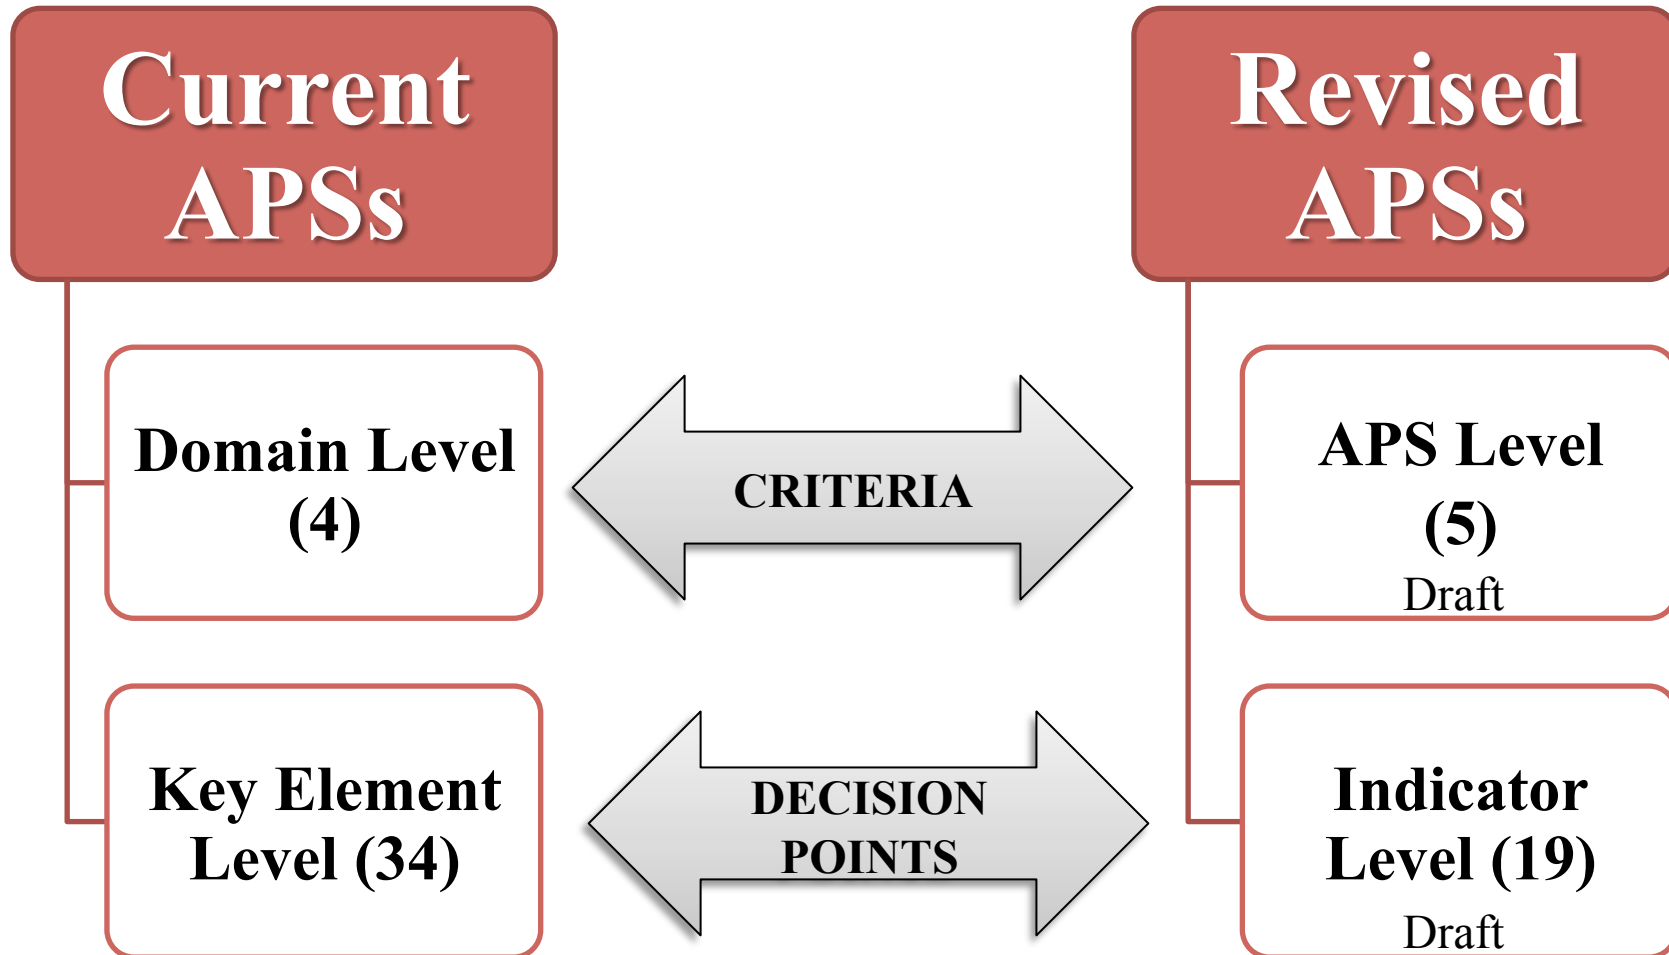 Current
APSs
Revised
APSs
Domain Level
(4)
CRITERIA
APS Level
(5)
Draft
Key Element
Level (34)
DECISION
POINTS
Indicator
Level (19)
Draft